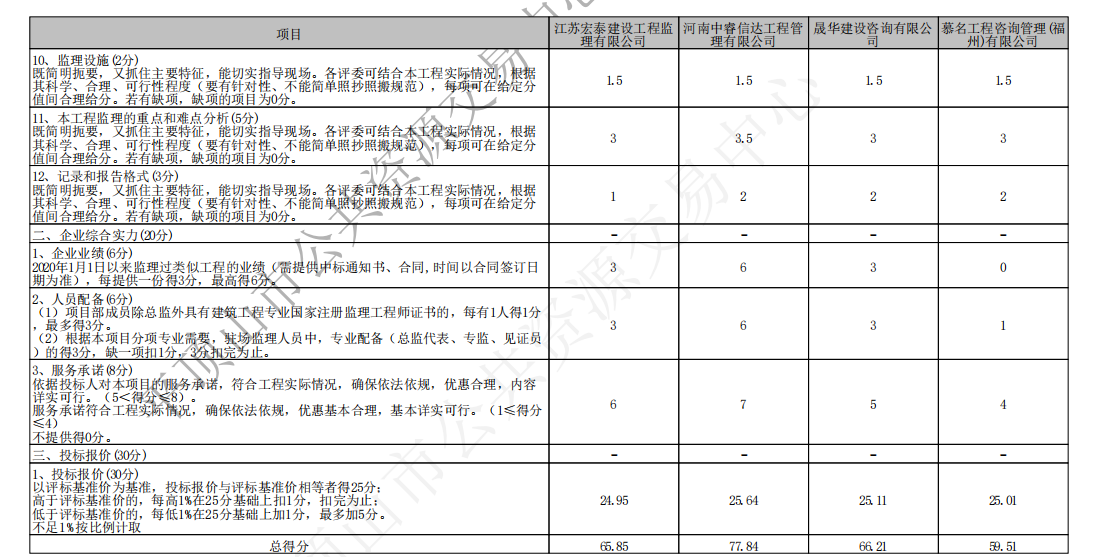 项目
江苏宏泰建设工程监
理有限公司
河南中睿信达工程管
理有限公司
晟华建设咨询有限公
司
慕名工程咨询管理(福
州)有限公司
10、监理设施(2分)
既简明扼要，又抓住主要特征，能切实指导现场。各评委可结合本工程实际情况，根据
其科学、合理、可行性程度（要有针对性、不能简单照抄照搬规范），每项可在给定分
值间合理给分。若有缺项，缺项的项目为0分。
1.5
1.5
1.5
1.5
11、本工程监理的重点和难点分析(5分)
既简明扼要，又抓住主要特征，能切实指导现场。各评委可结合本工程实际情况，根据
其科学、合理、可行性程度（要有针对性、不能简单照抄照搬规范），每项可在给定分
值间合理给分。若有缺项，缺项的项目为0分。
3
3.5
3
3
12、记录和报告格式(3分)
既简明扼要，又抓住主要特征，能切实指导现场。各评委可结合本工程实际情况，根据
其科学、合理、可行性程度（要有针对性、不能简单照抄照搬规范），每项可在给定分
值间合理给分。若有缺项，缺项的项目为0分。
1
2
2
2
二、企业综合实力(20分)
–
–
–
–
1、企业业绩(6分)
2020年1月1日以来监理过类似工程的业绩（需提供中标通知书、合同,时间以合同签订日
期为准），每提供一份得3分，最高得6分。
3
6
3
0
2、人员配备(6分)
（1）项目部成员除总监外具有建筑工程专业国家注册监理工程师证书的，每有1人得1分
，最多得3分。
（2）根据本项目分项专业需要，驻场监理人员中，专业配备（总监代表、专监、见证员
）的得3分，缺一项扣1分，3分扣完为止。
3
6
3
1
3、服务承诺(8分)
依据投标人对本项目的服务承诺，符合工程实际情况，确保依法依规，优惠合理，内容
详实可行。（5＜得分≤8）。
服务承诺符合工程实际情况，确保依法依规，优惠基本合理，基本详实可行。（1≤得分
≤4）
不提供得0分。
6
7
5
4
三、投标报价(30分)
–
–
–
–
1、投标报价(30分)
以评标基准价为基准，投标报价与评标基准价相等者得25分；
高于评标基准价的，每高1%在25分基础上扣1分，扣完为止；
低于评标基准价的，每低1%在25分基础上加1分，最多加5分。
不足1%按比例计取
24.95
25.64
25.11
25.01
总得分
65.85
77.84
66.21
59.51
平顶山市公共资源交易中心
顶山市公共资源交易中心